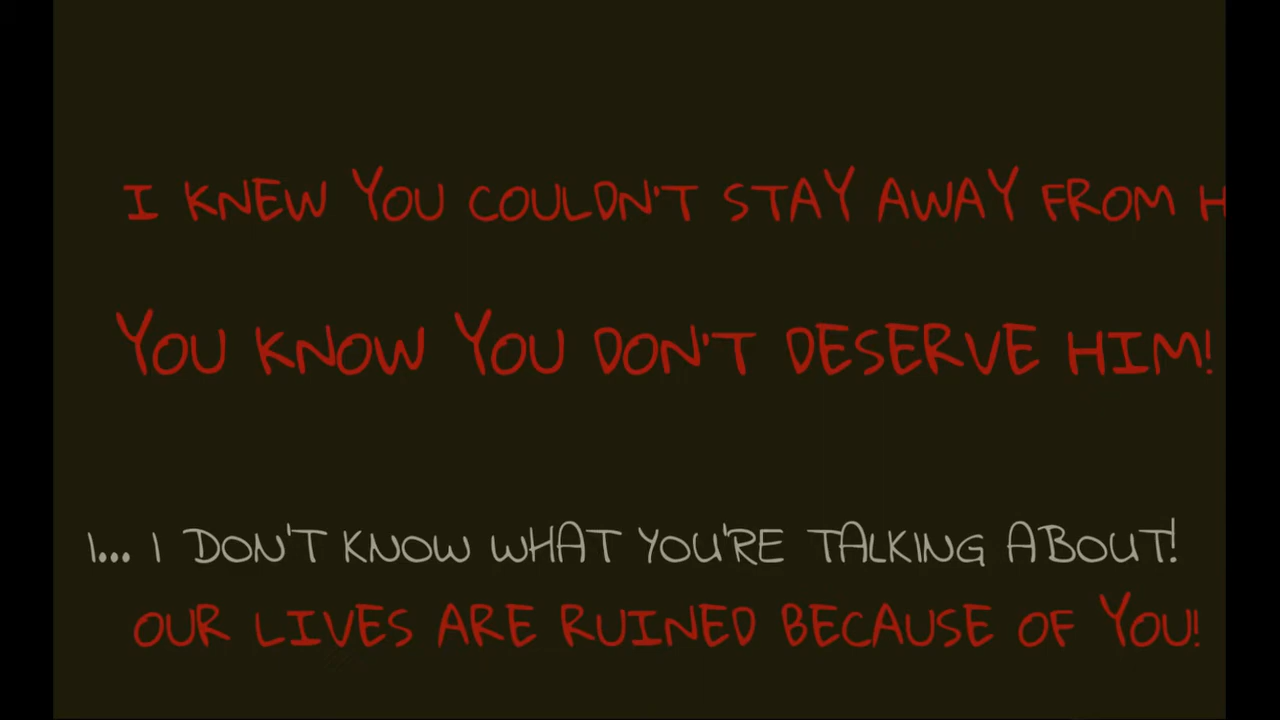 I KNEW YOU COULDN'T STAY AWAY FROM
YOU KNOW YOU DON'T DESERVE HIM!
I... I DON'T KNOW WHAT YOU'RE TALKING ABOUT!
OUR LIVES ARE RUINED BECAUSE OF YOU!